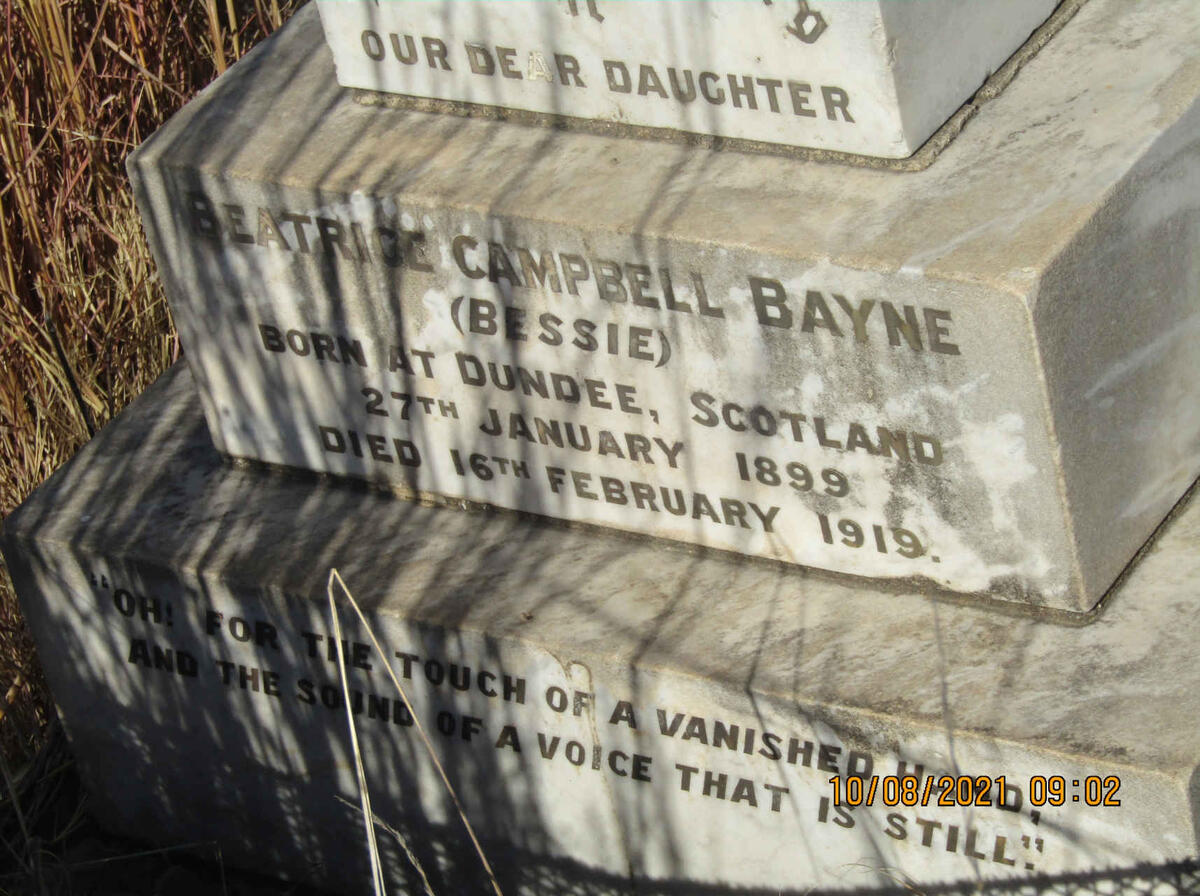 OUR DEAR DAUGHTER
BEATRICE CAMPBELL BAYNE
(BESSIE)
BORN AT DUNDEE, SCOTLAND
27TH JANUARY 1899
DIED 16TH FEBRUARY 1919.
"OH! FOR THE TOUCH OF A VANISHED HAND,
AND THE SOUND OF A VOICE THAT IS STILL."
10/08/2021 09:02